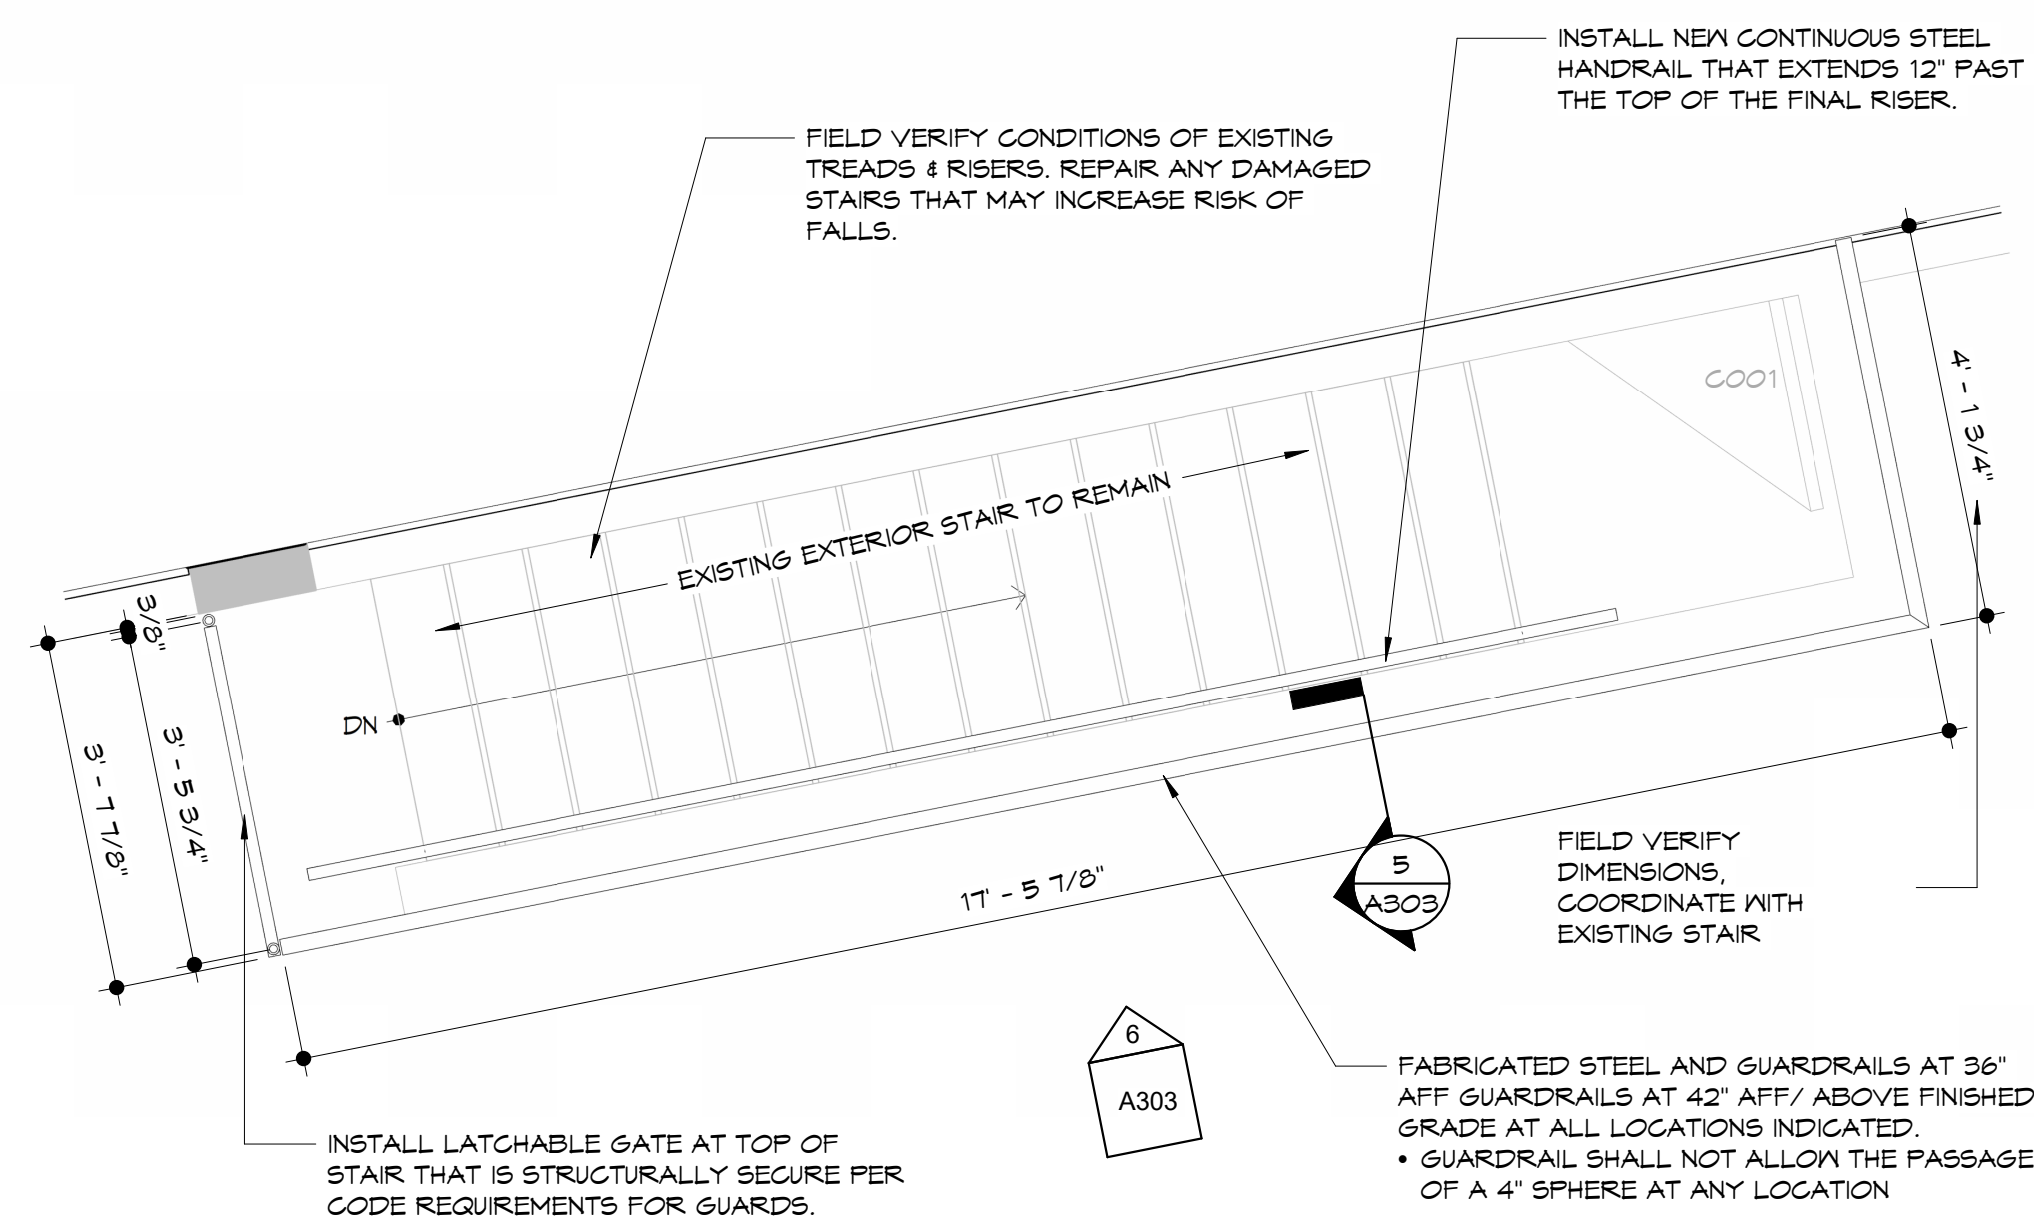 INSTALL NEW CONTINUOUS STEEL
HANDRAIL THAT EXTENDS 12" PAST
THE TOP OF THE FINAL RISER.
FIELD VERIFY CONDITIONS OF EXISTING
TREADS & RISERS. REPAIR ANY DAMAGED
STAIRS THAT MAY INCREASE RISK OF
FALLS.
C001
4' - 1 3/4"
EXISTING EXTERIOR STAIR TO REMAIN
3/8"
DN
3' - 5 3/4"
3' - 7 7/8"
17' - 5 7/8"
5
A303
FIELD VERIFY
DIMENSIONS,
COORDINATE WITH
EXISTING STAIR
6
A303
FABRICATED STEEL AND GUARDRAILS AT 36"
AFF GUARDRAILS AT 42" AFF/ ABOVE FINISHED
GRADE AT ALL LOCATIONS INDICATED.
• GUARDRAIL SHALL NOT ALLOW THE PASSAGE
OF A 4" SPHERE AT ANY LOCATION
INSTALL LATCHABLE GATE AT TOP OF
STAIR THAT IS STRUCTURALLY SECURE PER
CODE REQUIREMENTS FOR GUARDS.